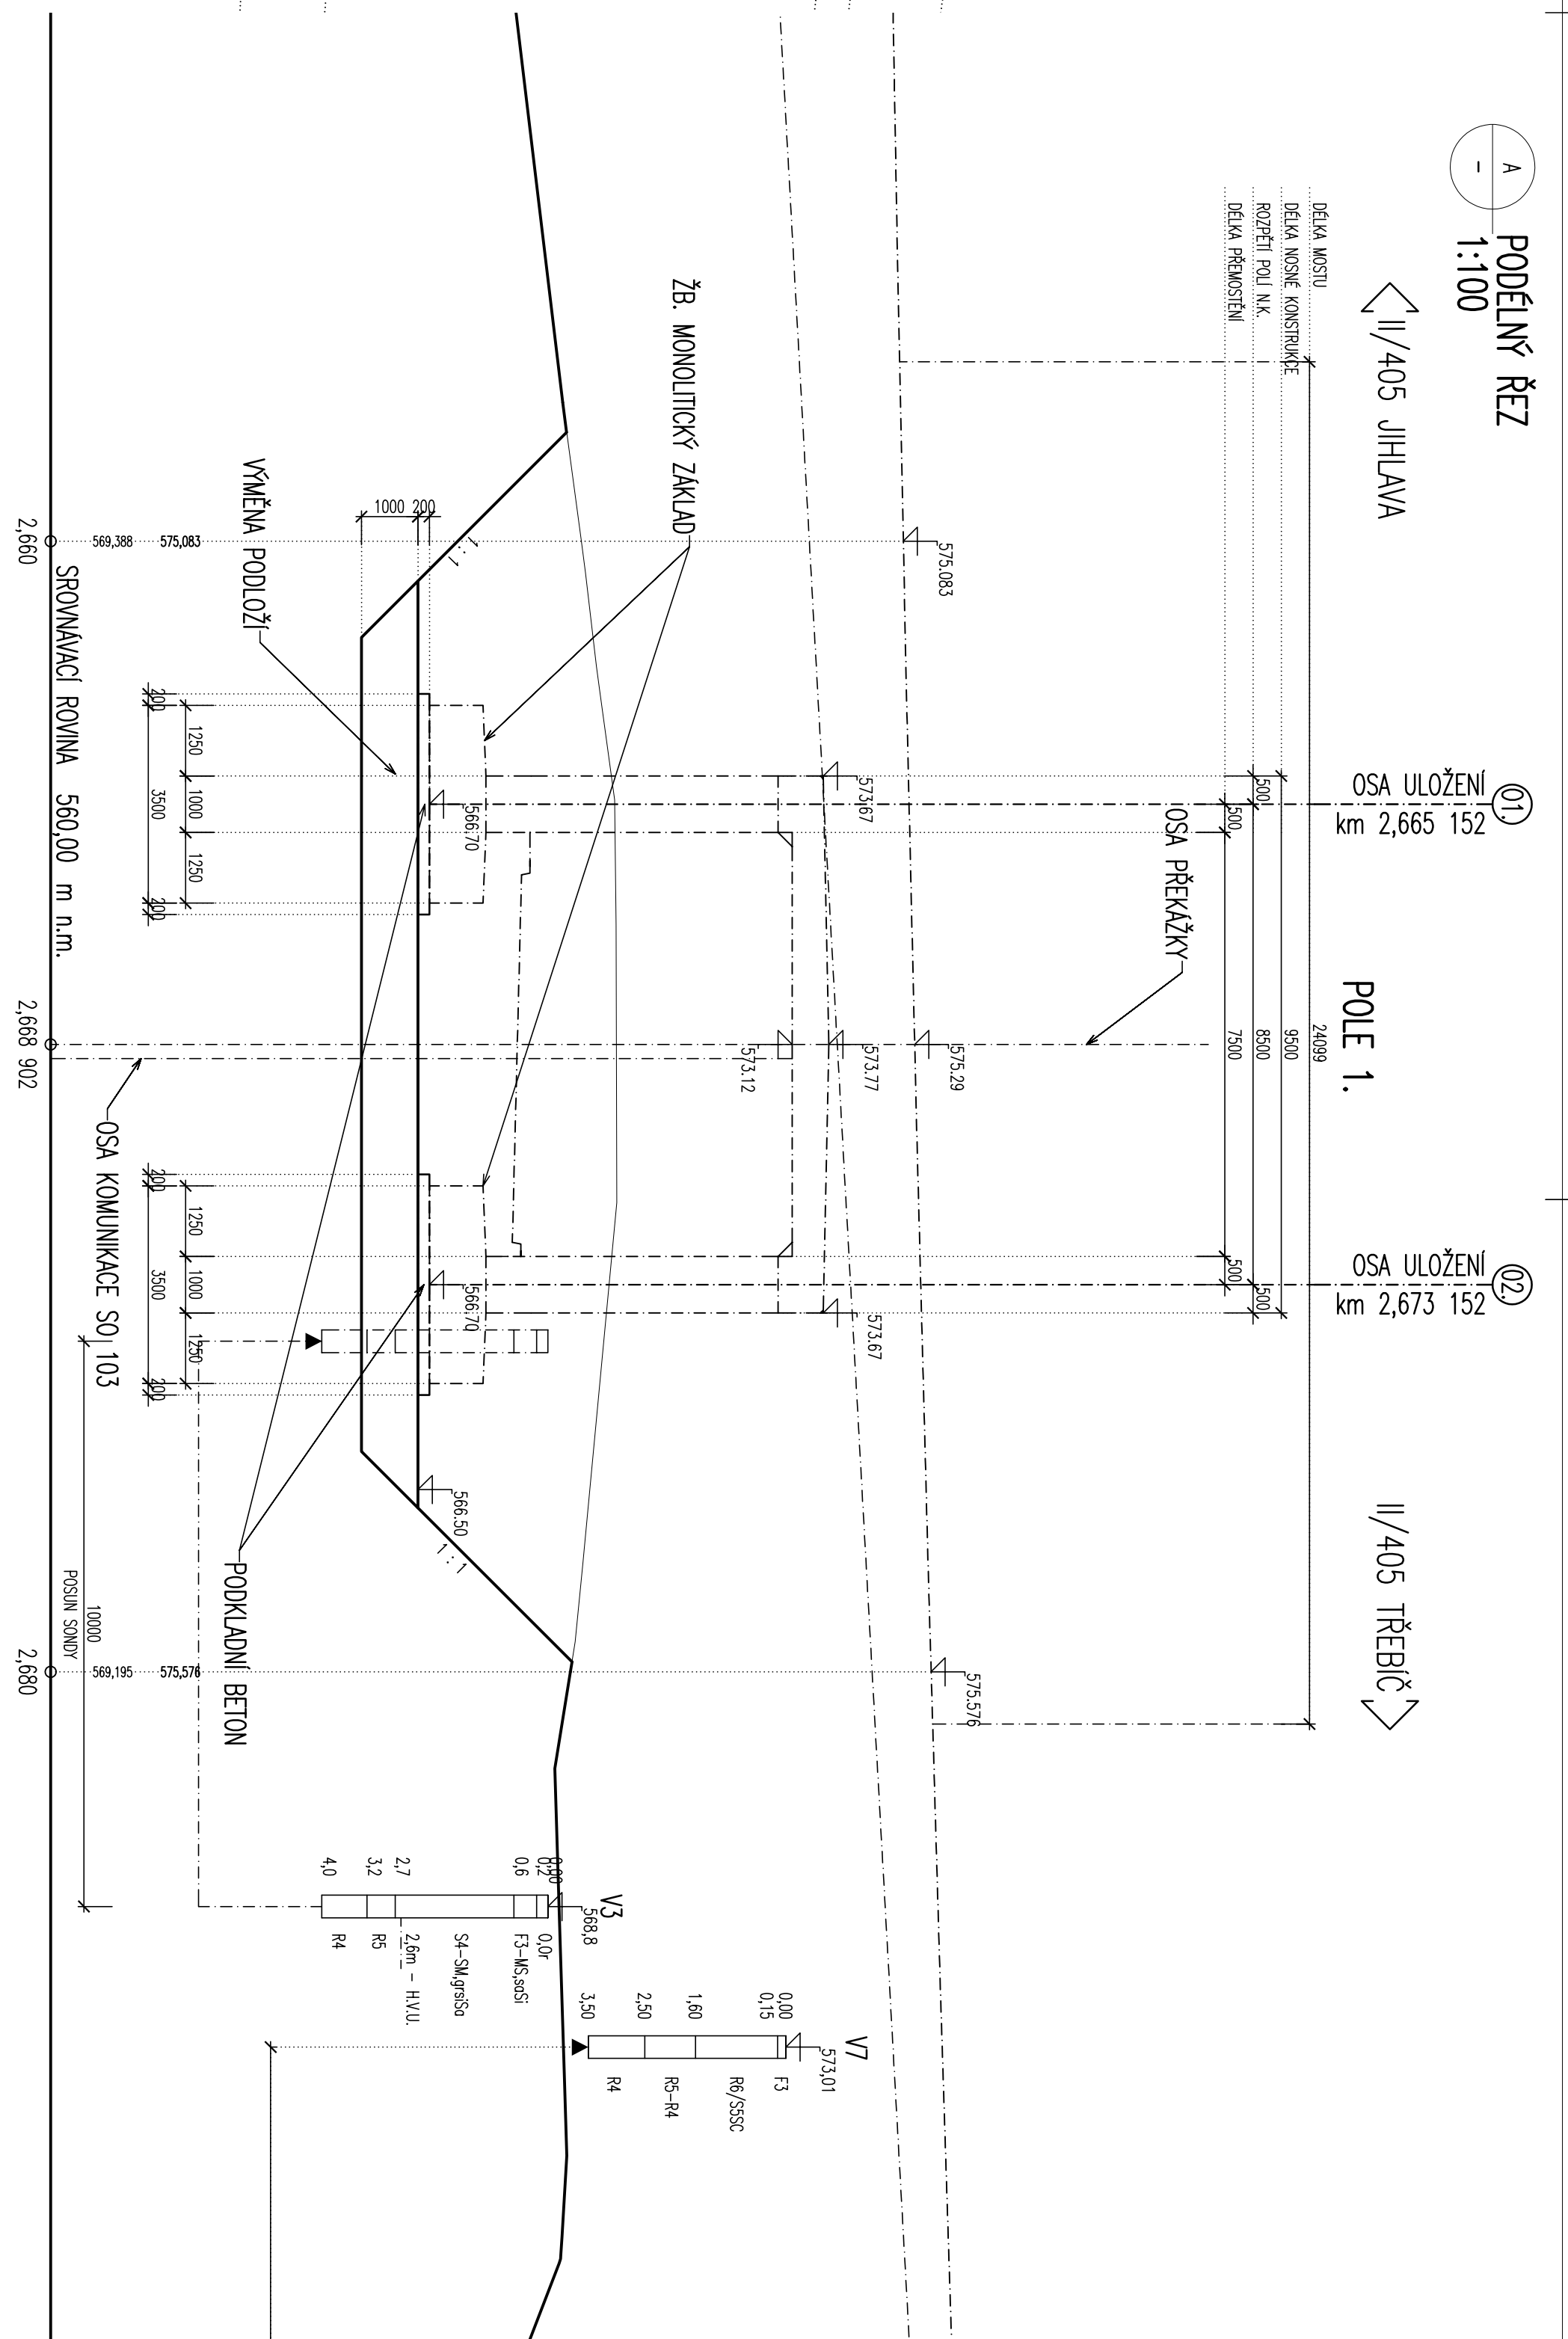 A
-
PODÉLNÝ ŘEZ
1:100
II/405 JIHLAVA
POLE 1.
II/405 TŘEBÍČ
01.
OSA ULOŽENÍ
km 2,665 152
02.
OSA ULOŽENÍ
km 2,673 152
DÉLKA MOSTU
24099
DÉLKA NOSNÉ KONSTRUKCE
9500
ROZPĚTÍ POLÍ N.K.
500
8500
500
DÉLKA PŘEMOSTĚNÍ
500
7500
500
OSA PŘEKÁŽKY
575.083
575.29
575.576
573.67
573.77
573.67
573.12
V7
573,01
0,00
0,15
1,60
2,50
3,50
F3
R6/S5SC
R5-R4
R4
ŽB. MONOLITICKÝ ZÁKLAD
V3
568,8
0,00
0,2
0,6
2,7
3,2
4,0
0,Or
F3-MS,saSi
S4-SM,grsiSa
2,6m - H.V.U.
R5
R4
1:1
566.70
566.70
566.50
1:1
1000 200
VÝMĚNA PODLOŽÍ
PODKLADNÍ BETON
1250
1000
1250
1250
1000
1250
200
3500
200
200
3500
200
OSA KOMUNIKACE SO 103
10000
POSUN SONDY
575,083
569,388
575,576
569,195
SROVNÁVACÍ ROVINA 560,00 m n.m.
2,660
2,668 902
2,680